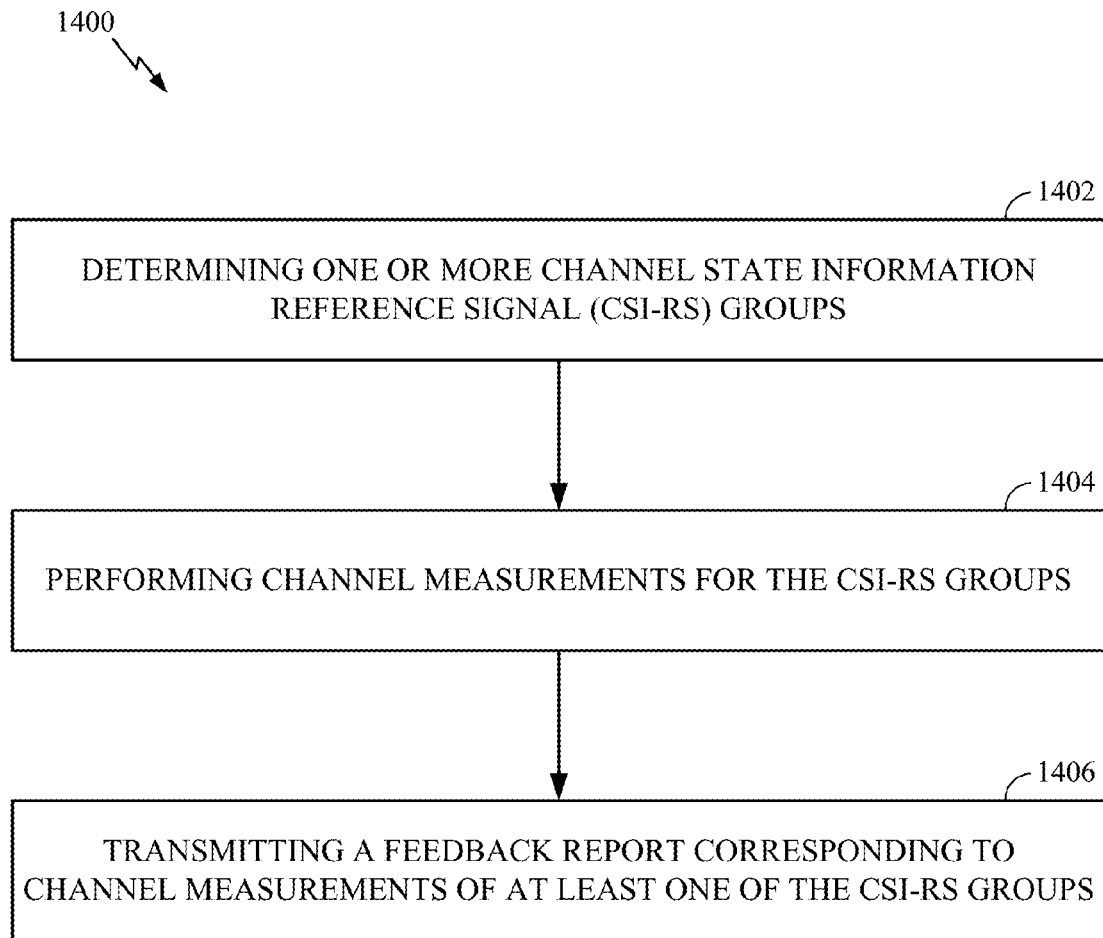 1400
1402
DETERMINING ONE OR MORE CHANNEL STATE INFORMATION
REFERENCE SIGNAL (CSI-RS) GROUPS
1404
PERFORMING CHANNEL MEASUREMENTS FOR THE CSI-RS GROUPS
1406
TRANSMITTING A FEEDBACK REPORT CORRESPONDING TO
CHANNEL MEASUREMENTS OF AT LEAST ONE OF THE CSI-RS GROUPS